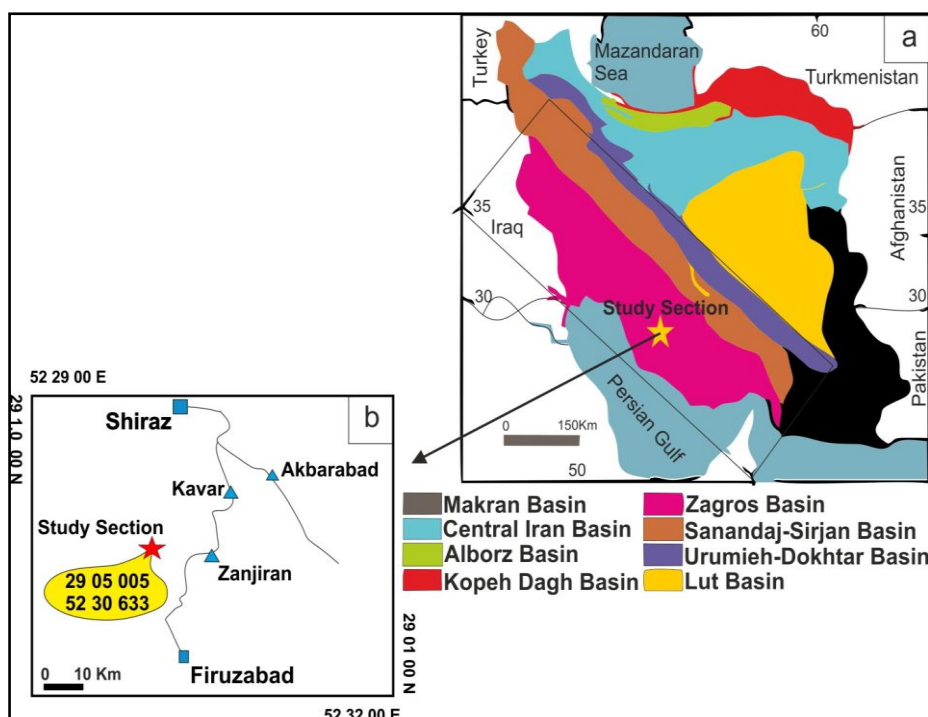 a
60
Turkey
Mazandaran
Sea
Turkmenistan
Afghanistan
35
35
Iraq
30
30
Study Section
Pakistan
Persian Gulf
150Km
50
Makran Basin
Central Iran Basin
Alborz Basin
Kopeh Dagh Basin
Zagros Basin
Sanandaj-Sirjan Basin
Urumieh-Dokhtar Basin
Lut Basin
52 29 00 E
29 1.0 00 N
b
Shiraz
Akbarabad
Kavar
Study Section
Zanjiran
29 05 005
52 30 633
Firuzabad
0 10 Km
29 01 00 N
52 32 00 E